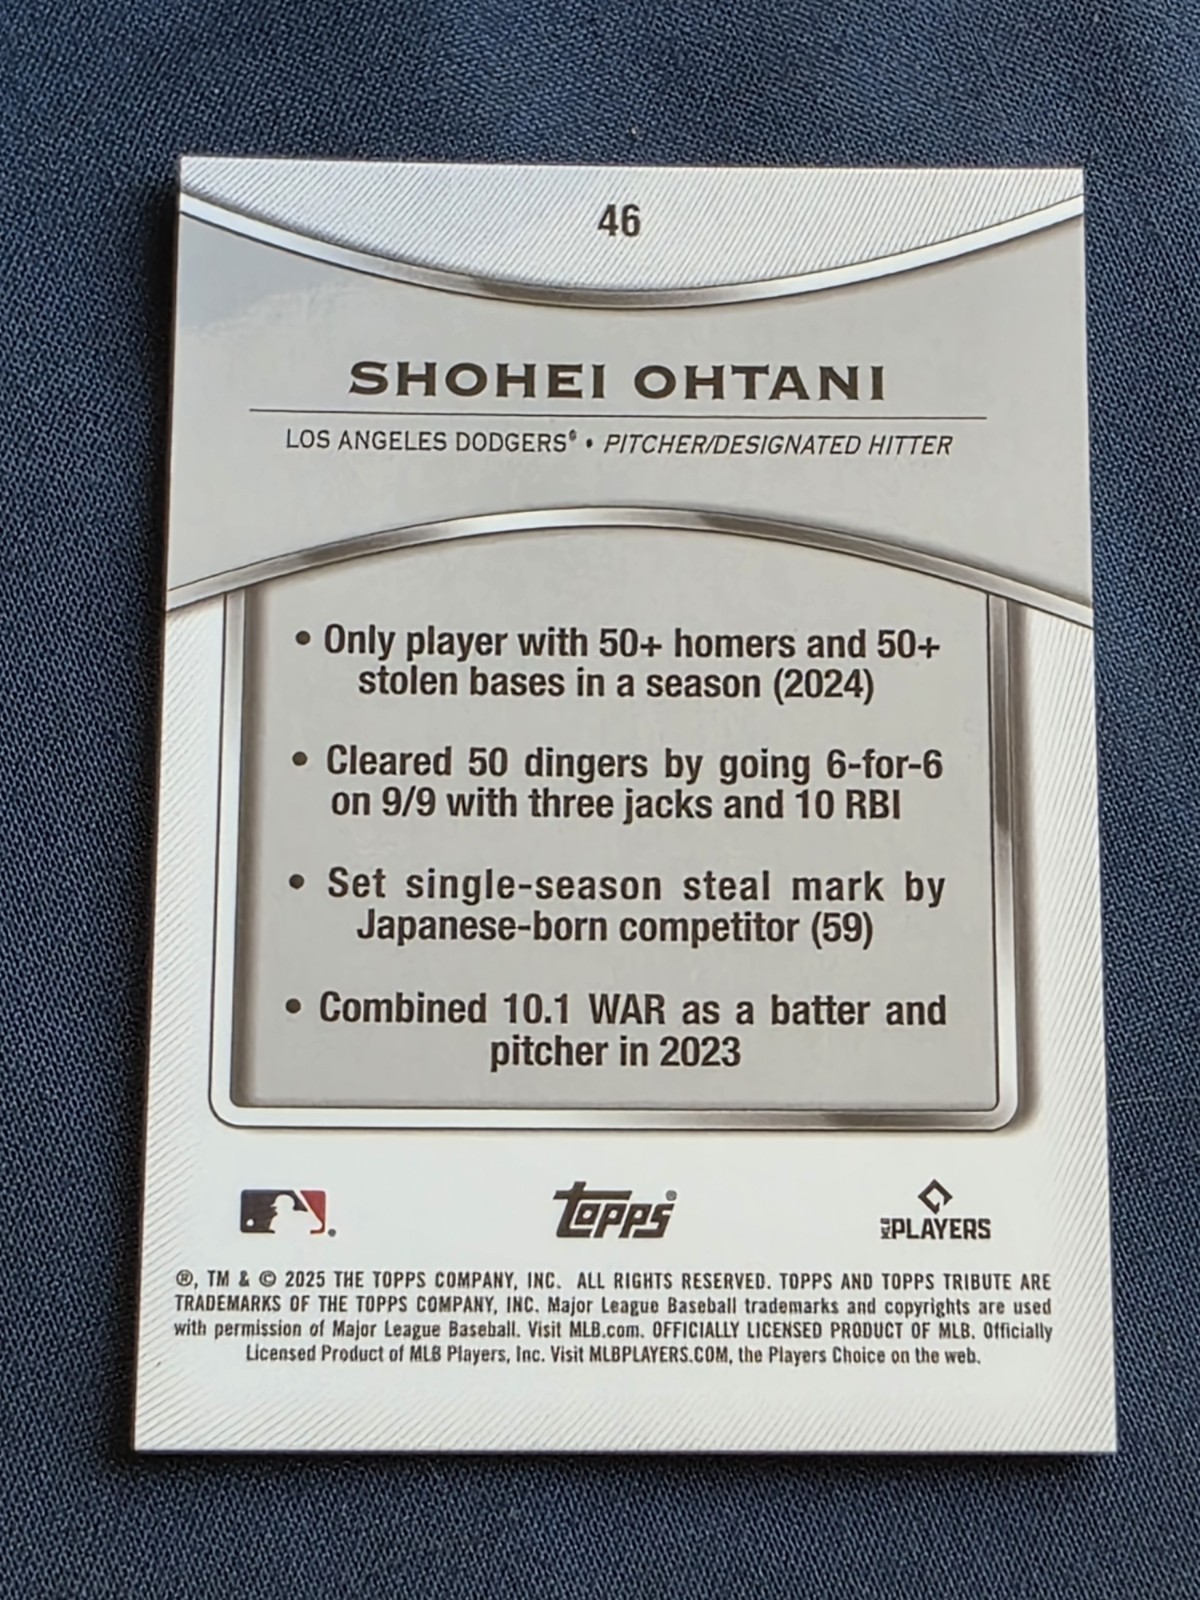 46
SHOHEI OHTANI
LOS ANGELES DODGERS® • PITCHER/DESIGNATED HITTER
• Only player with 50+ homers and 50+
stolen bases in a season (2024)
• Cleared 50 dingers by going 6-for-6
on 9/9 with three jacks and 10 RBI
• Set single-season steal mark by
Japanese-born competitor (59)
• Combined 10.1 WAR as a batter and
pitcher in 2023
topps®
MLB PLAYERS
®, TM & © 2025 THE TOPPS COMPANY, INC. ALL RIGHTS RESERVED. TOPPS AND TOPPS TRIBUTE ARE
TRADEMARKS OF THE TOPPS COMPANY, INC. Major League Baseball trademarks and copyrights are used
with permission of Major League Baseball. Visit MLB.com. OFFICIALLY LICENSED PRODUCT OF MLB. Officially
Licensed Product of MLB Players, Inc. Visit MLBPLAYERS.COM, the Players Choice on the web.